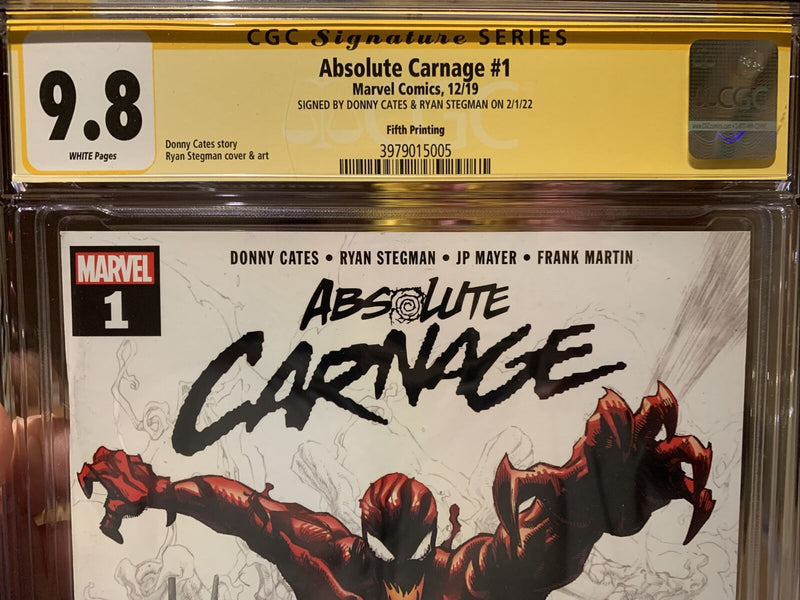 CGC Signature SERIES
9.8
WHITE Pages
Absolute Carnage #1
Marvel Comics, 12/19
SIGNED BY DONNY CATES & RYAN STEGMAN ON 2/1/22
Fifth Printing
Donny Cates story
Ryan Stegman cover & art
3979015005
CGC
DONNY CATES • RYAN STEGMAN • JP MAYER • FRANK MARTIN
MARVEL
1
ABSOLUTE
CARNAGE